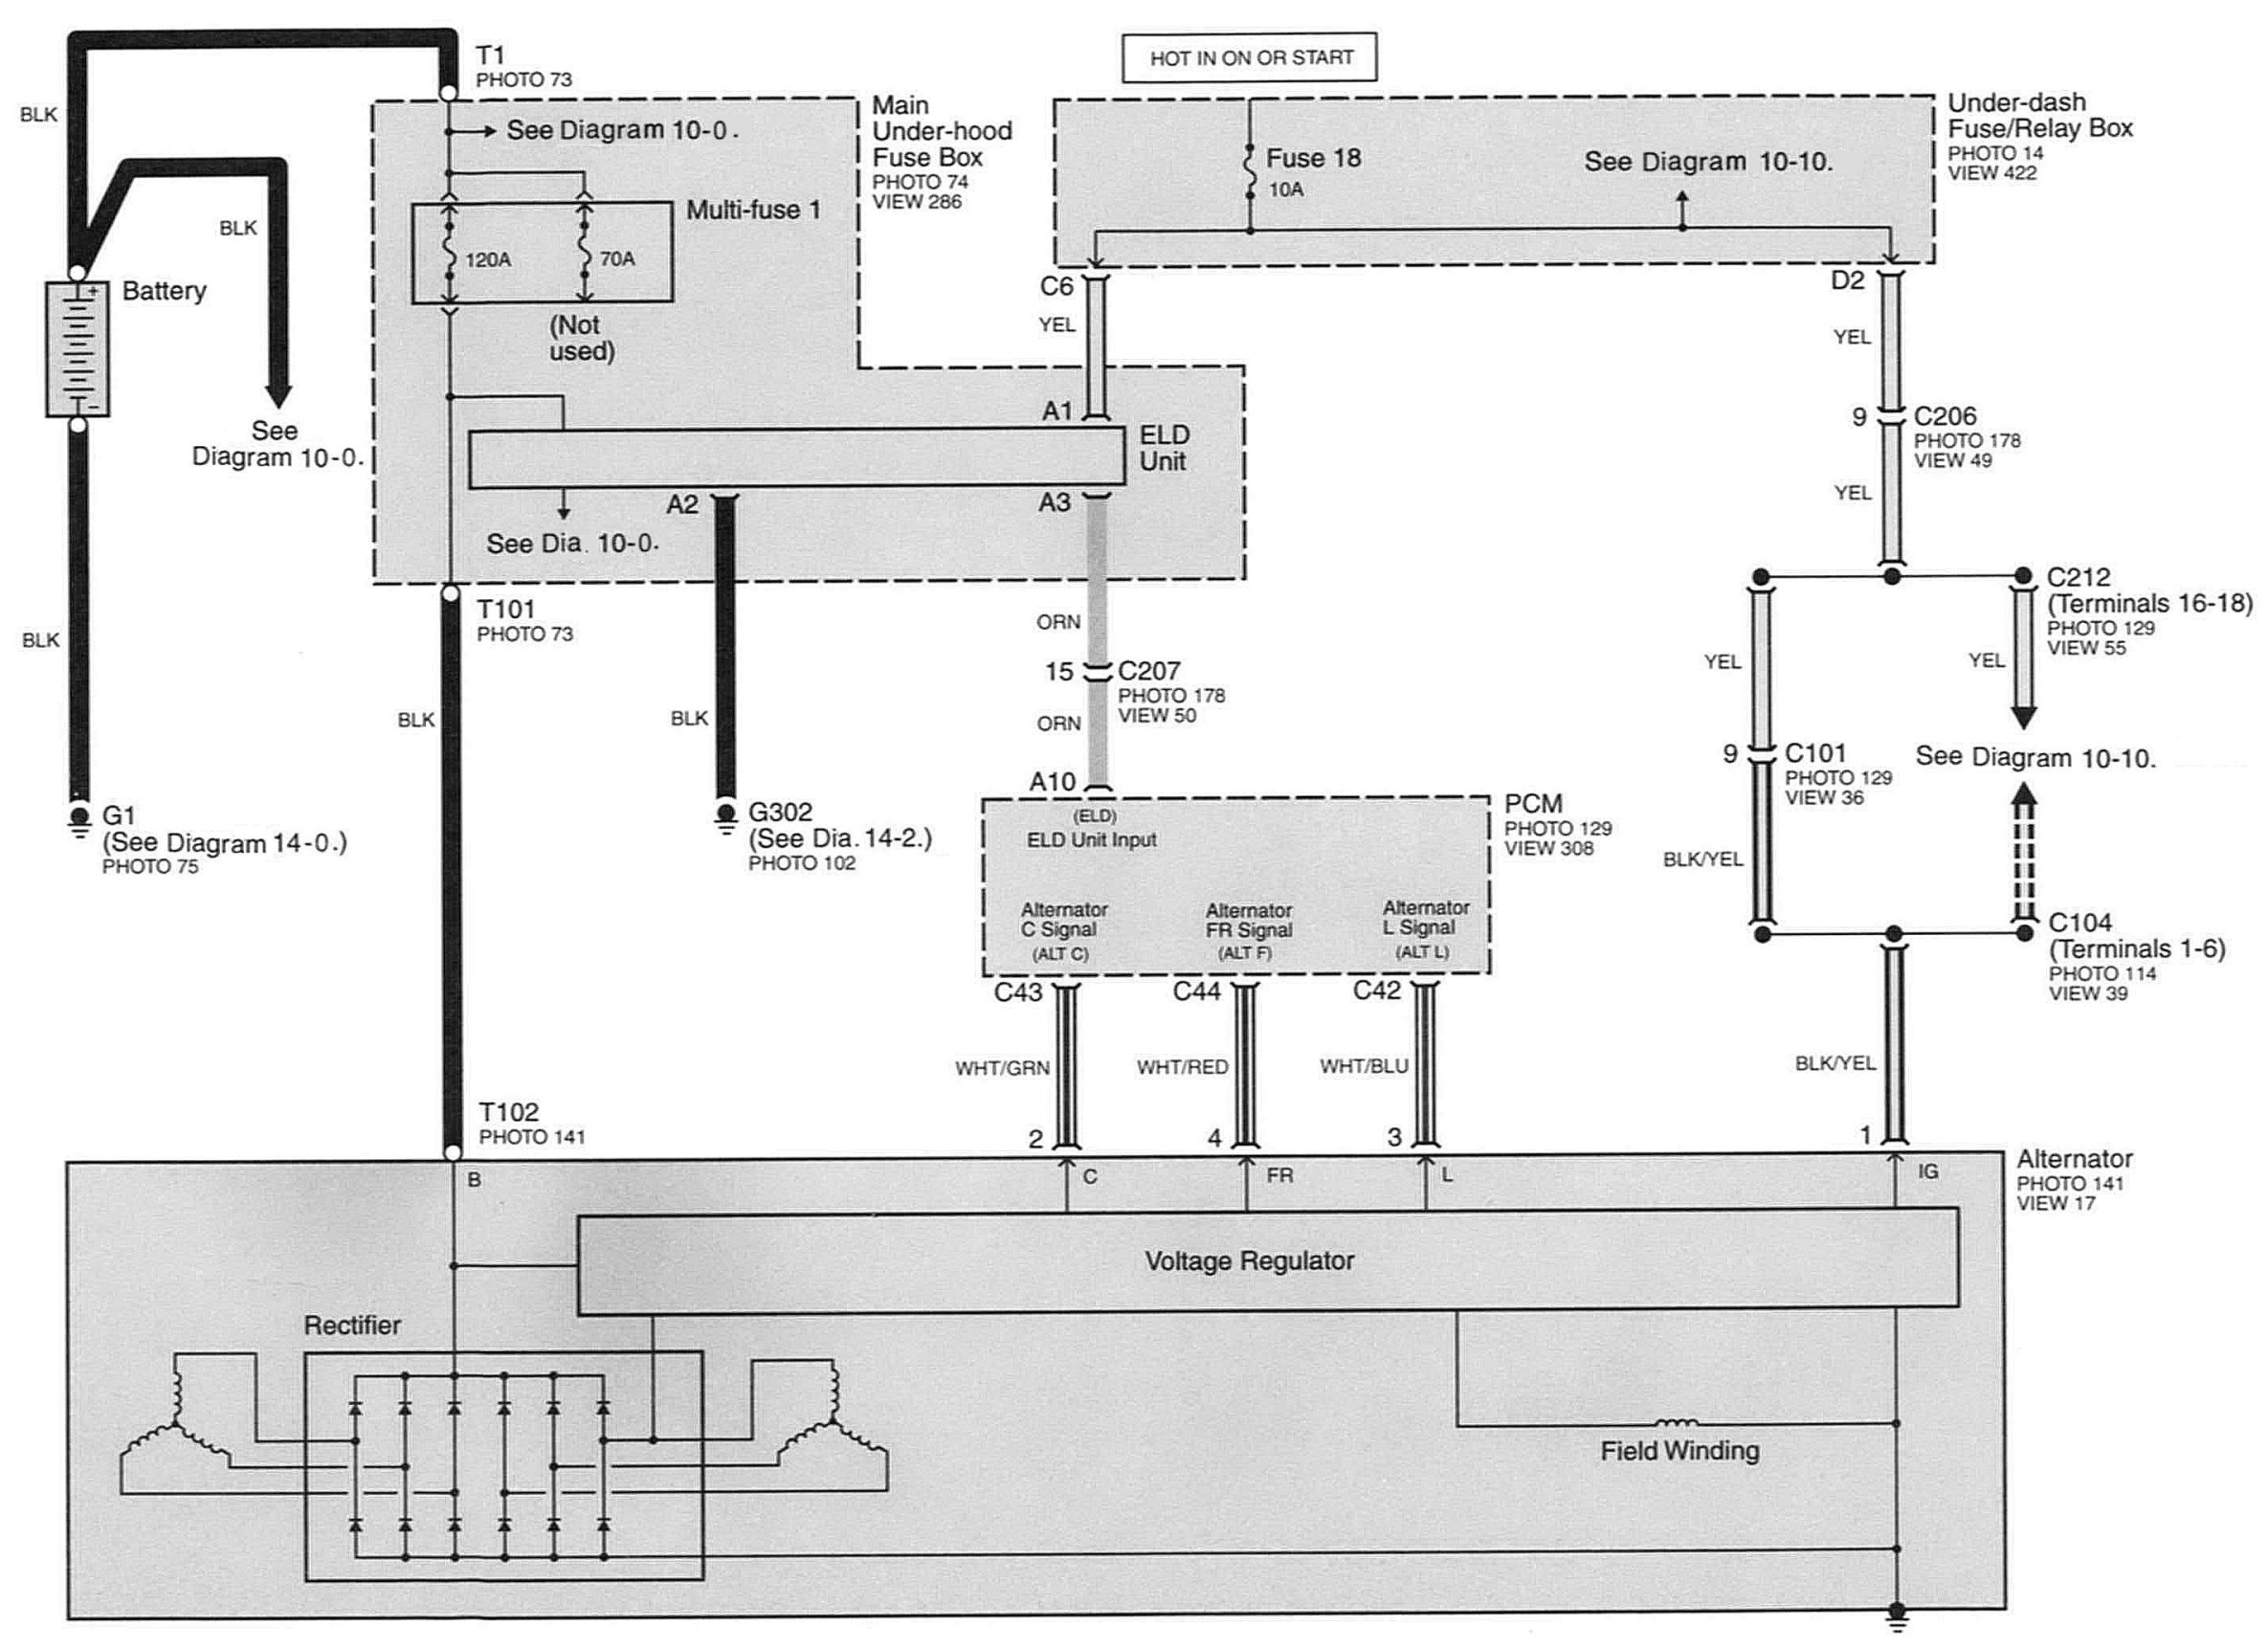 T1
PHOTO 73
HOT IN ON OR START
BLK
See Diagram 10-0.
Main
Under-hood
Fuse Box
PHOTO 74
VIEW 286
Fuse 18
10A
See Diagram 10-10.
Under-dash
Fuse/Relay Box
PHOTO 14
VIEW 422
BLK
Multi-fuse 1
120A
70A
(Not
used)
+
Battery
−
See
Diagram 10-0.
C6
YEL
D2
YEL
A1
ELD
Unit
9
C206
PHOTO 178
VIEW 49
YEL
A2
A3
See Dia. 10-0.
T101
PHOTO 73
ORN
C212
(Terminals 16-18)
PHOTO 129
VIEW 55
BLK
BLK
BLK
15
C207
PHOTO 178
VIEW 50
ORN
YEL
YEL
9
C101
PHOTO 129
VIEW 36
See Diagram 10-10.
A10
G1
(See Diagram 14-0.)
PHOTO 75
G302
(See Dia. 14-2.)
PHOTO 102
(ELD)
ELD Unit Input
PCM
PHOTO 129
VIEW 308
BLK/YEL
Alternator
C Signal
(ALT C)
Alternator
FR Signal
(ALT F)
Alternator
L Signal
(ALT L)
C104
(Terminals 1-6)
PHOTO 114
VIEW 39
C43
C44
C42
WHT/GRN
WHT/RED
WHT/BLU
BLK/YEL
T102
PHOTO 141
2
4
3
1
B
C
FR
L
IG
Alternator
PHOTO 141
VIEW 17
Voltage Regulator
Rectifier
Field Winding